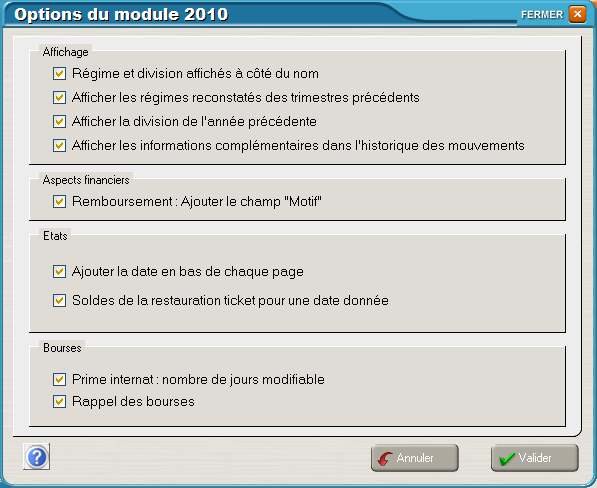 Options du module 2010
FERMER
Affichage
Régime et division affichés à côté du nom
Afficher les régimes reconstatés des trimestres précédents
Afficher la division de l'année précédente
Afficher les informations complémentaires dans l'historique des mouvements
Aspects financiers
Remboursement : Ajouter le champ "Motif"
Etats
Ajouter la date en bas de chaque page
Soldes de la restauration ticket pour une date donnée
Bourses
Prime internat : nombre de jours modifiable
Rappel des bourses
?
Annuler
Valider